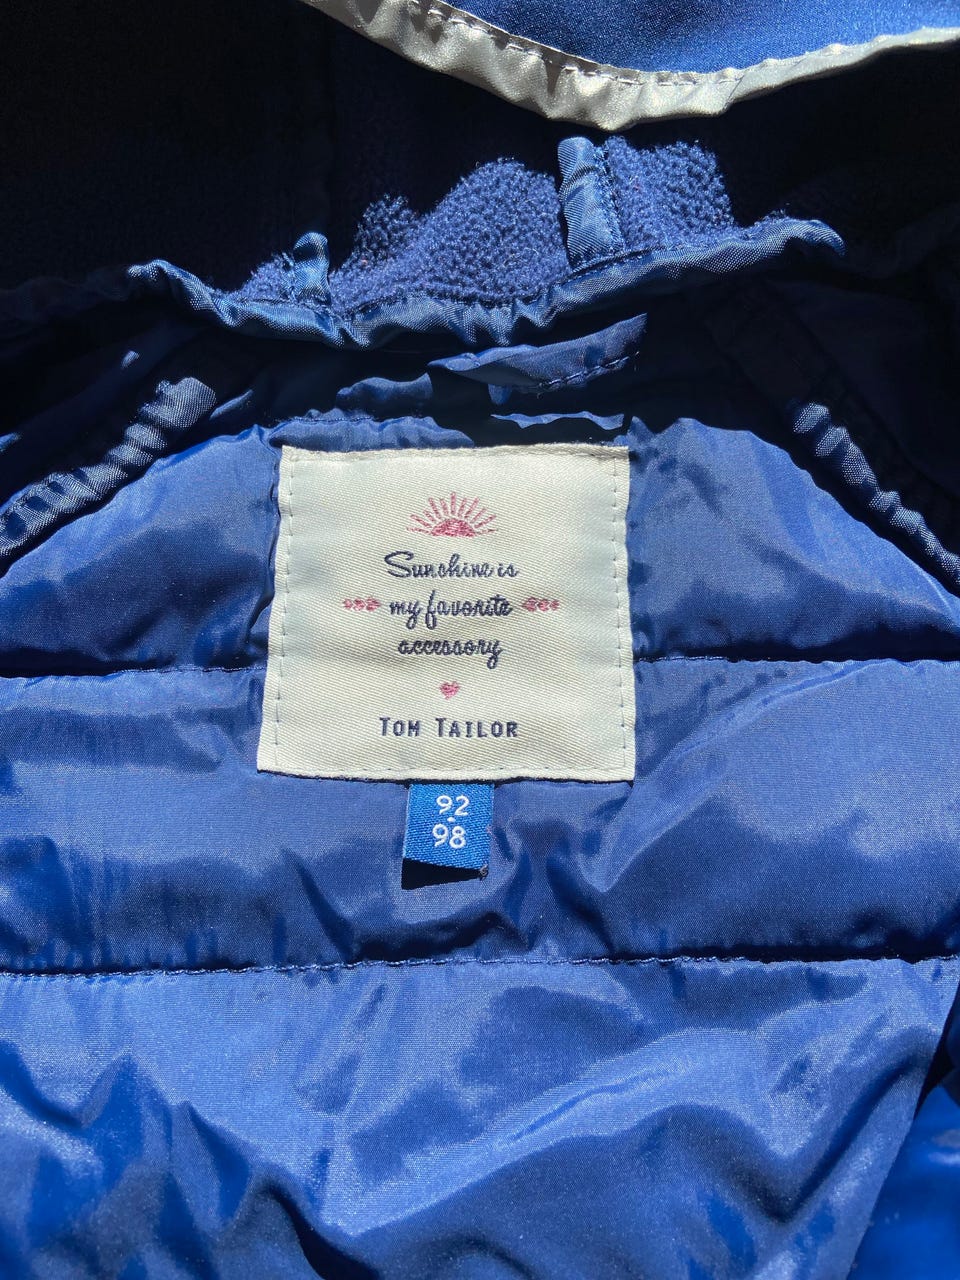 Sunshine is
my favorite
accessory
TOM TAILOR
92
-
98